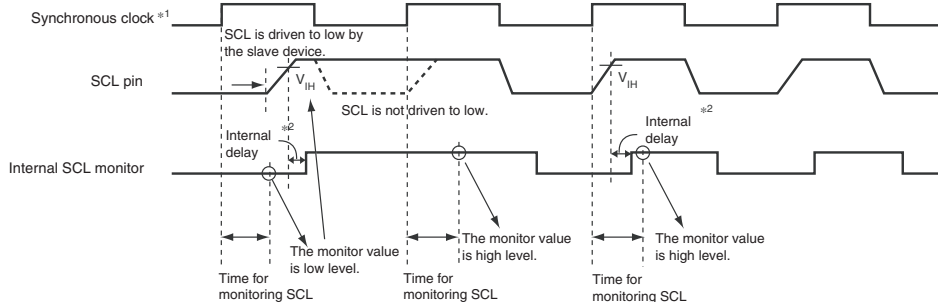 Synchronous clock *1
SCL is driven to low by
the slave device.
SCL pin
VIH
VIH
SCL is not driven to low.
*2
Internal
delay
*2
Internal
delay
Internal SCL monitor
The monitor value
is low level.
The monitor value
is high level.
The monitor value
is high level.
Time for
monitoring SCL
Time for
monitoring SCL
Time for
monitoring SCL